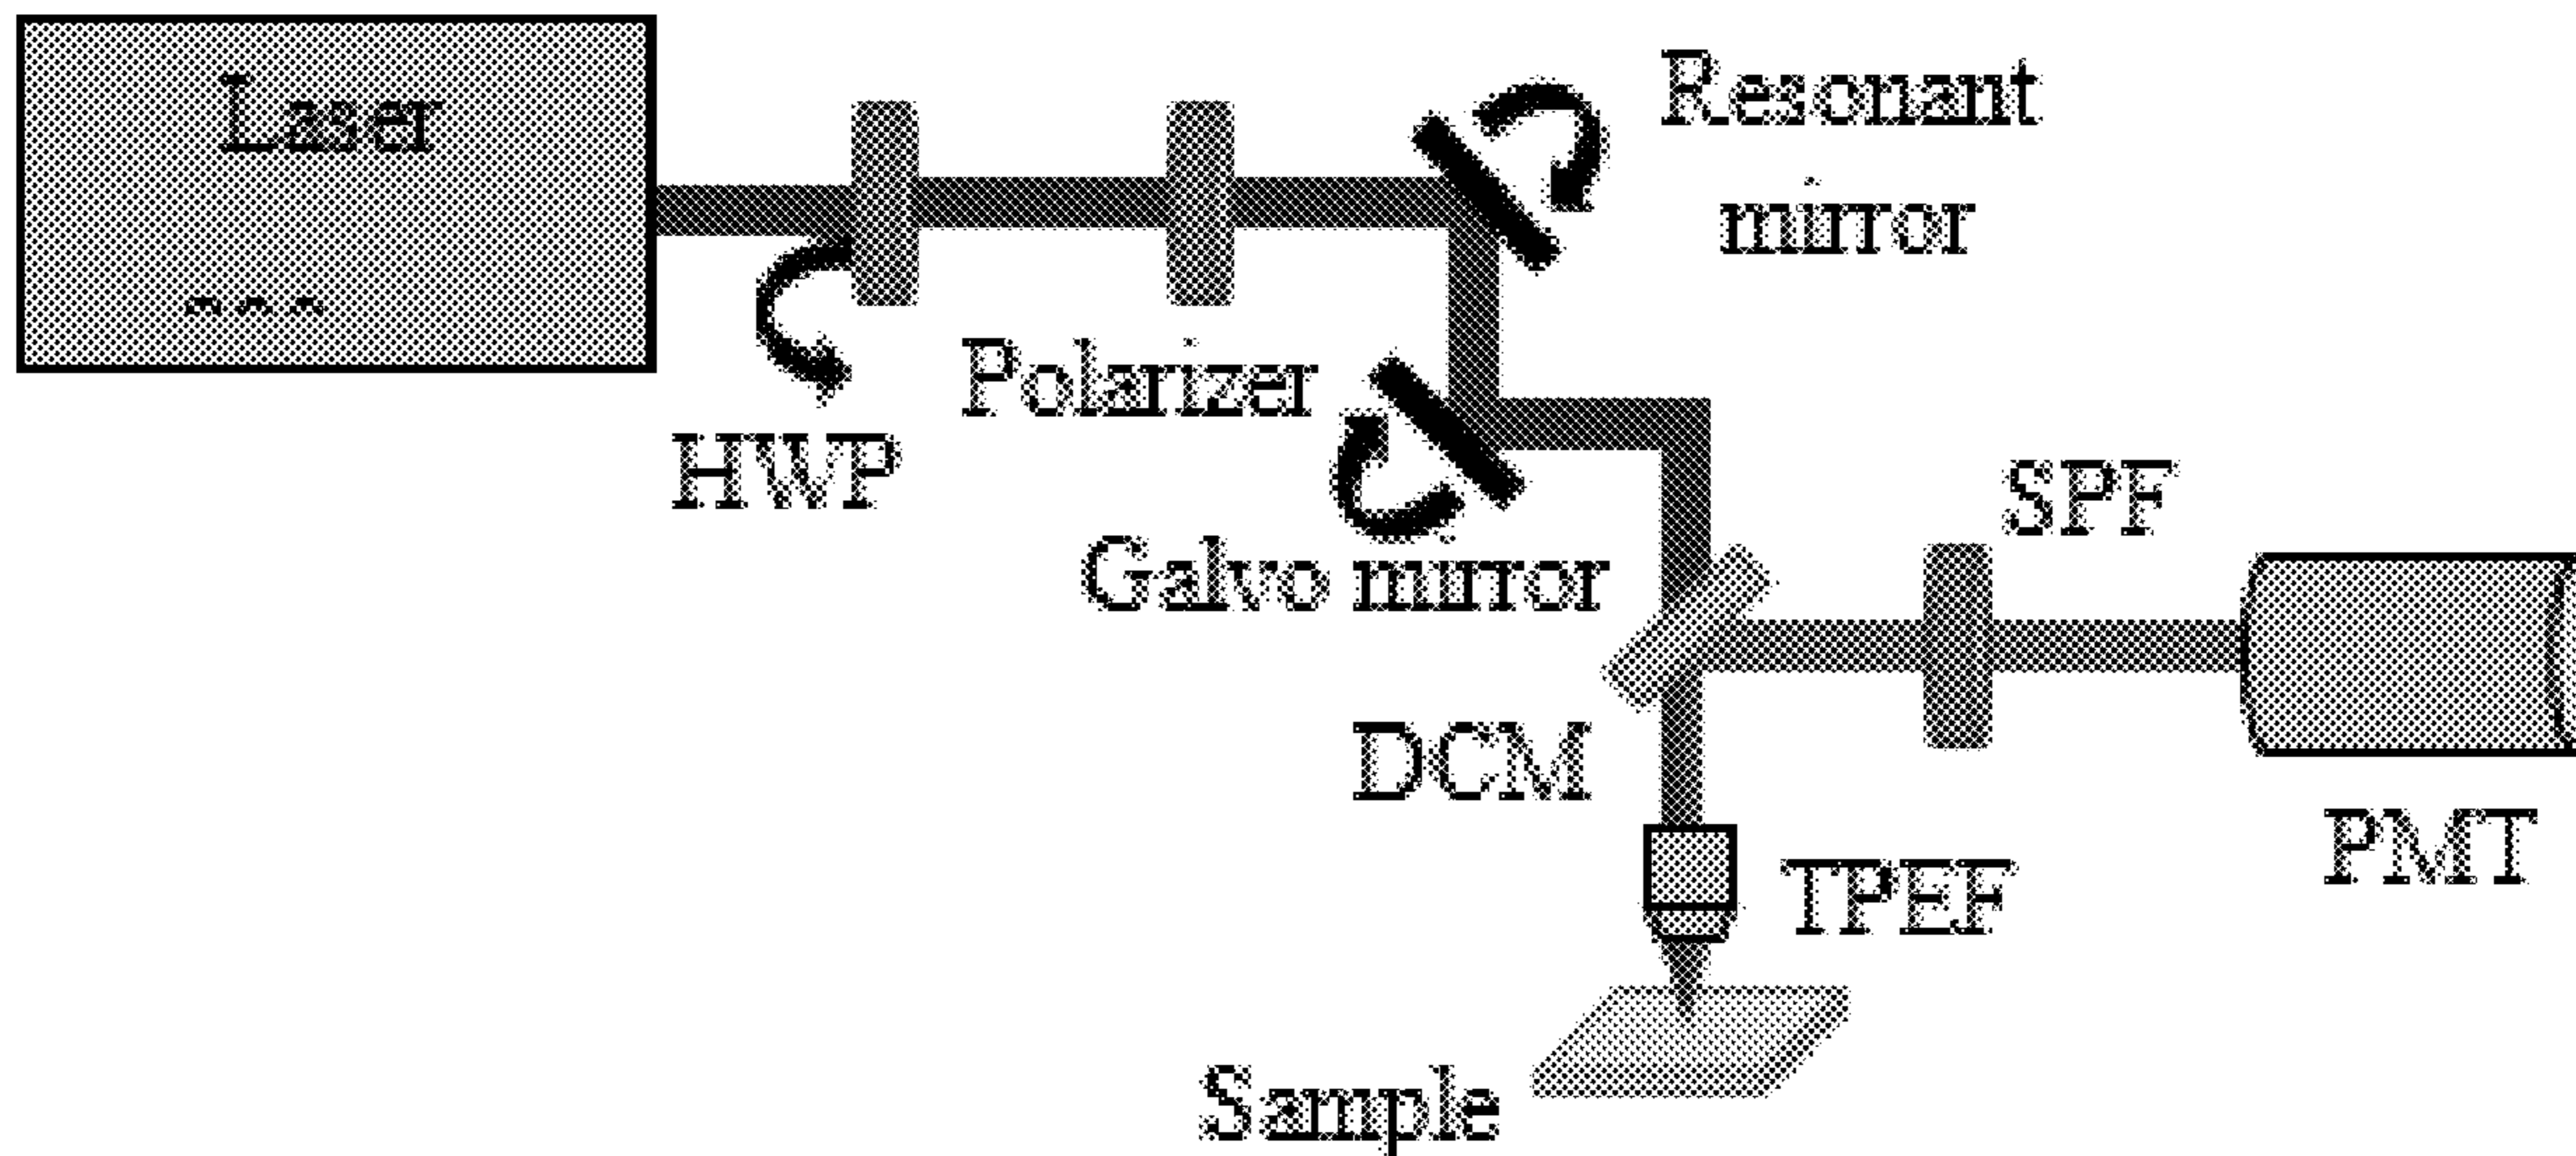 Laser
Resonant
mirror
Polarizer
HWP
SPF
Galvo mirror
DCM
PMT
TPEF
Sample